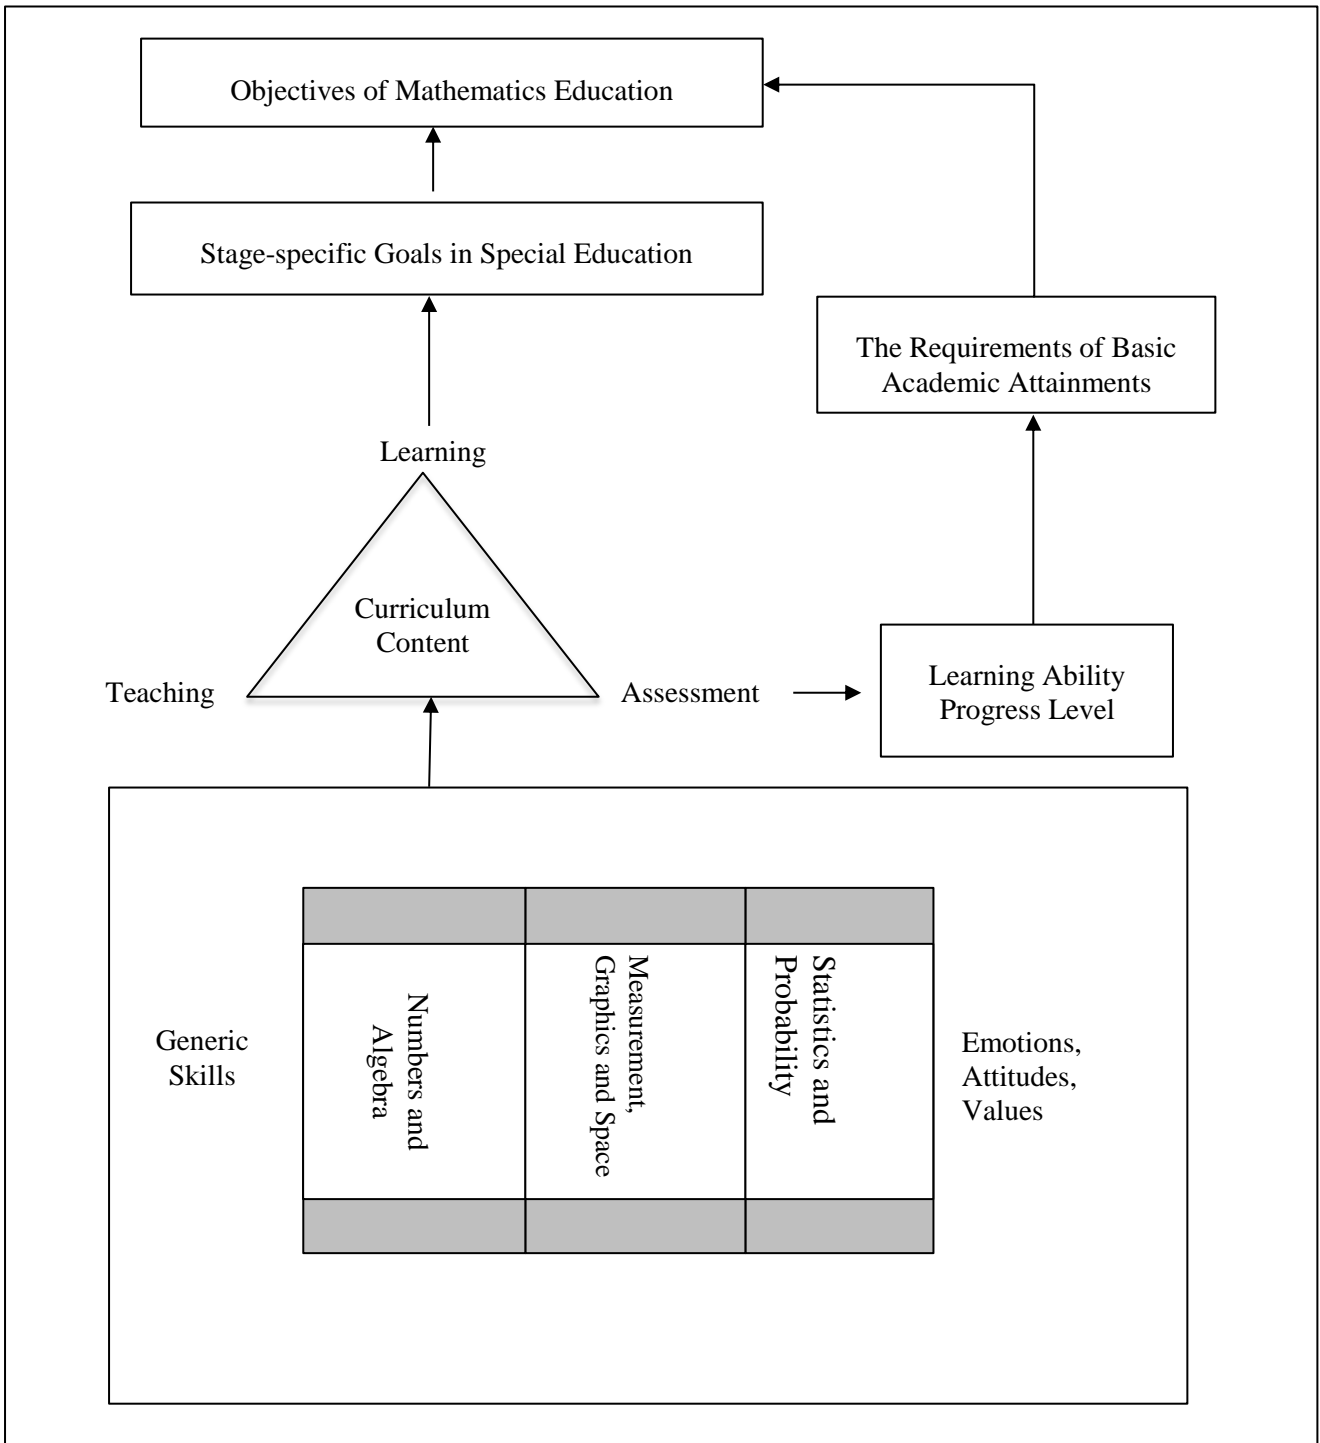 Objectives of Mathematics Education
Stage-specific Goals in Special Education
The Requirements of Basic
Academic Attainments
Learning
Curriculum
Content
Teaching
Assessment
Learning Ability
Progress Level
Generic
Skills
Numbers and
Algebra
Measurement,
Graphics and Space
Statistics and
Probability
Emotions,
Attitudes,
Values